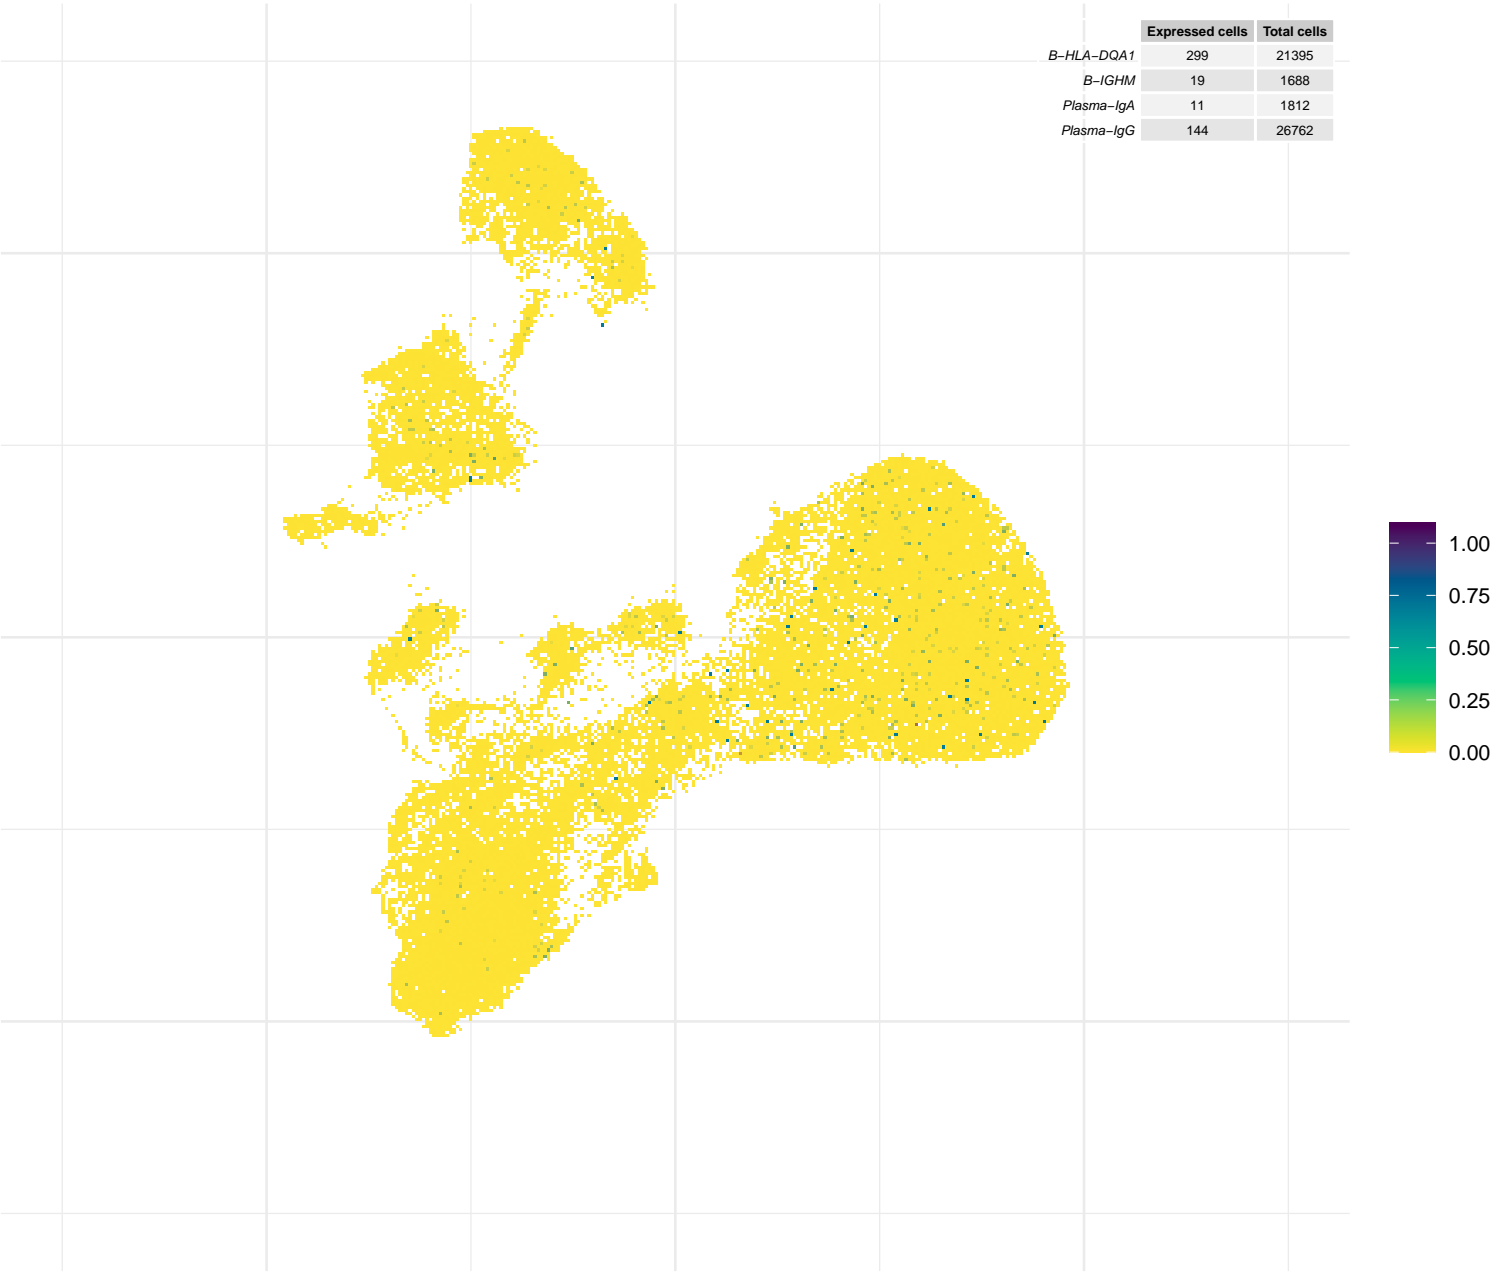 Expressed cells Total cells
B−HLA−DQA1 299 21395
B−IGHM 19 1688
Plasma−IgA 11 1812
Plasma−IgG 144 26762
1.00
0.75
0.50
0.25
0.00